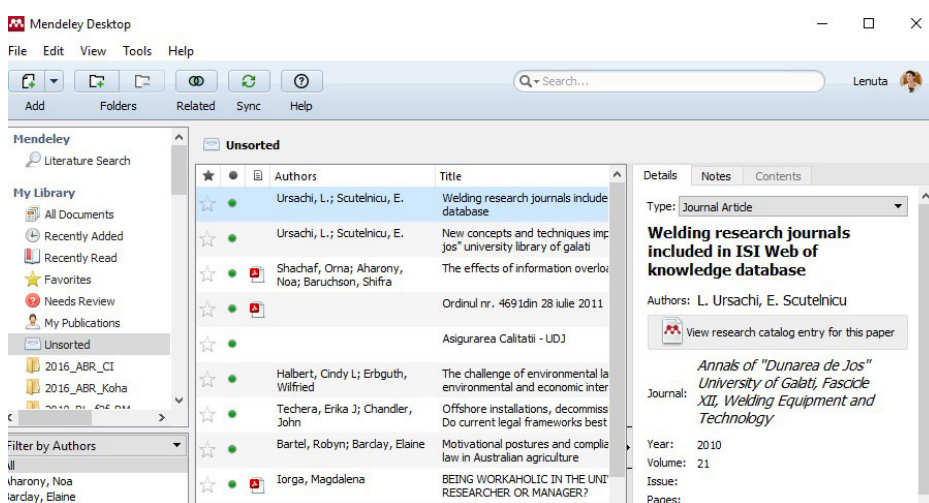 Mendeley Desktop
File Edit View Tools Help
Search...
Lenuta
Add Folders Related Sync Help
Mendeley
Literature Search
My Library
All Documents
Recently Added
Recently Read
Favorites
Needs Review
My Publications
Unsorted
2016_ABR_CI
2016_ABR_Koha
Filter by Authors
All
Aharony, Noa
Barclay, Elaine
Unsorted
Authors Title
Ursachi, L.; Scutelnicu, E. Welding research journals include
database
Ursachi, L.; Scutelnicu, E. New concepts and techniques imp
jos" university library of galati
Shachaf, Orna; Aharony, The effects of information overloa
Noa; Baruchson, Shifra
Ordinul nr. 4691din 28 iulie 2011
Asigurarea Calitatii - UDJ
Halbert, Cindy L; Erbguth, The challenge of environmental la
Wilfried environmental and economic inter
Techera, Erika J; Chandler, Offshore installations, decommiss
John Do current legal frameworks best
Bartel, Robyn; Barclay, Elaine Motivational postures and complia
law in Australian agriculture
Iorga, Magdalena BEING WORKAHOLIC IN THE UNI
RESEARCHER OR MANAGER?
Details Notes Contents
Type: Journal Article
Welding research journals
included in ISI Web of
knowledge database
Authors: L. Ursachi, E. Scutelnicu
View research catalog entry for this paper
Journal: Annals of "Dunarea de Jos"
University of Galati, Fascicle
XII, Welding Equipment and
Technology
Year: 2010
Volume: 21
Issue:
Pages: